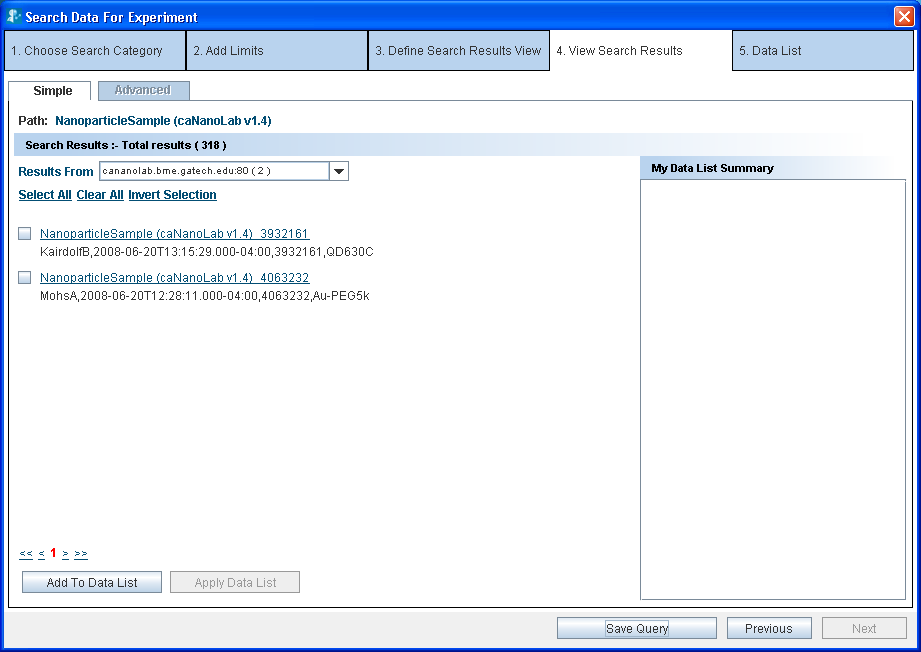 Search Data For Experiment
1. Choose Search Category
2. Add Limits
3. Define Search Results View
4. View Search Results
5. Data List
Simple
Advanced
Path: NanoparticleSample (caNanoLab v1.4)
Search Results :- Total results ( 318 )
Results From cananolab.bme.gatech.edu:80 ( 2 )
Select All Clear All Invert Selection
NanoparticleSample (caNanoLab v1.4)_3932161
KairdolfB,2008-06-20T13:15:29.000-04:00,3932161,QD630C
NanoparticleSample (caNanoLab v1.4)_4063232
MohsA,2008-06-20T12:28:11.000-04:00,4063232,Au-PEG5k
<< < 1 > >>
Add To Data List
Apply Data List
My Data List Summary
Save Query
Previous
Next